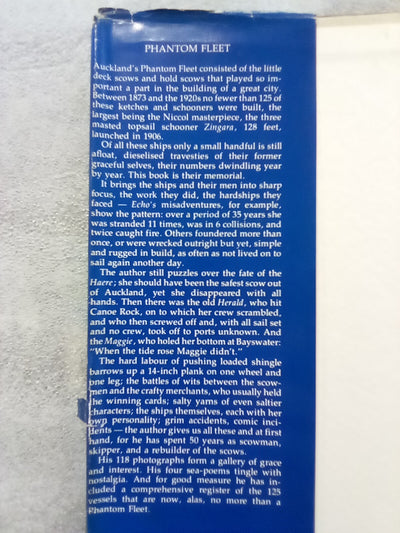 PHANTOM FLEET
Auckland's Phantom Fleet consisted of the little
deck scows and hold scows that played so im-
portant a part in the building of a great city.
Between 1873 and the 1920s no fewer than 125 of
these ketches and schooners were built, the
largest being the Niccol masterpiece, the three
masted topsail schooner Zingara, 128 feet,
launched in 1906.
Of all these ships only a small handful is still
afloat, dieselised travesties of their former
graceful selves, their numbers dwindling year
by year. This book is their memorial.
It brings the ships and their men into sharp
focus, the work they did, the hardships they
faced — Echo's misadventures, for example,
show the pattern: over a period of 35 years she
was stranded 11 times, was in 6 collisions, and
twice caught fire. Others foundered more than
once, or were wrecked outright but yet, simple
and rugged in build, as often as not lived on to
sail again another day.
The author still puzzles over the fate of the
Haere; she should have been the safest scow out
of Auckland, yet she disappeared with all
hands. Then there was the old Herald, who hit
Canoe Rock, on to which her crew scrambled,
and who then screwed off and, with all sail set
and no crew, took off to ports unknown. And
the Maggie, who holed her bottom at Bayswater:
"When the tide rose Maggie didn't."
The hard labour of pushing loaded shingle
barrows up a 14-inch plank on one wheel and
one leg; the battles of wits between the scow-
men and the crafty merchants, who usually held
the winning cards; salty yarns of even saltier
characters; the ships themselves, each with her
own personality; grim accidents, comic inci-
dents — the author gives us all these and at first
hand, for he has spent 50 years as scowman,
skipper, and a rebuilder of the scows.
His 118 photographs form a gallery of grace
and interest. His four sea-poems tingle with
nostalgia. And for good measure he has in-
cluded a comprehensive register of the 125
vessels that are now, alas, no more than a
Phantom Fleet.